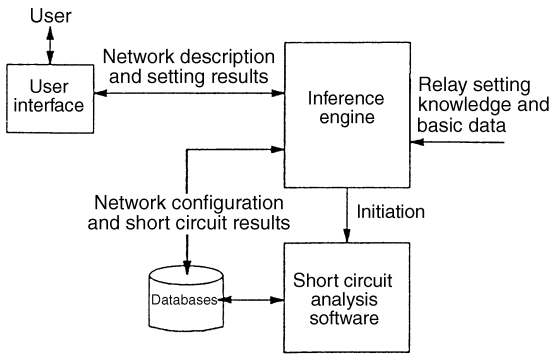 User
User
interface
Network description
and setting results
Inference
engine
Relay setting
knowledge and
basic data
Network configuration
and short circuit results
Initiation
Databases
Short circuit
analysis
software